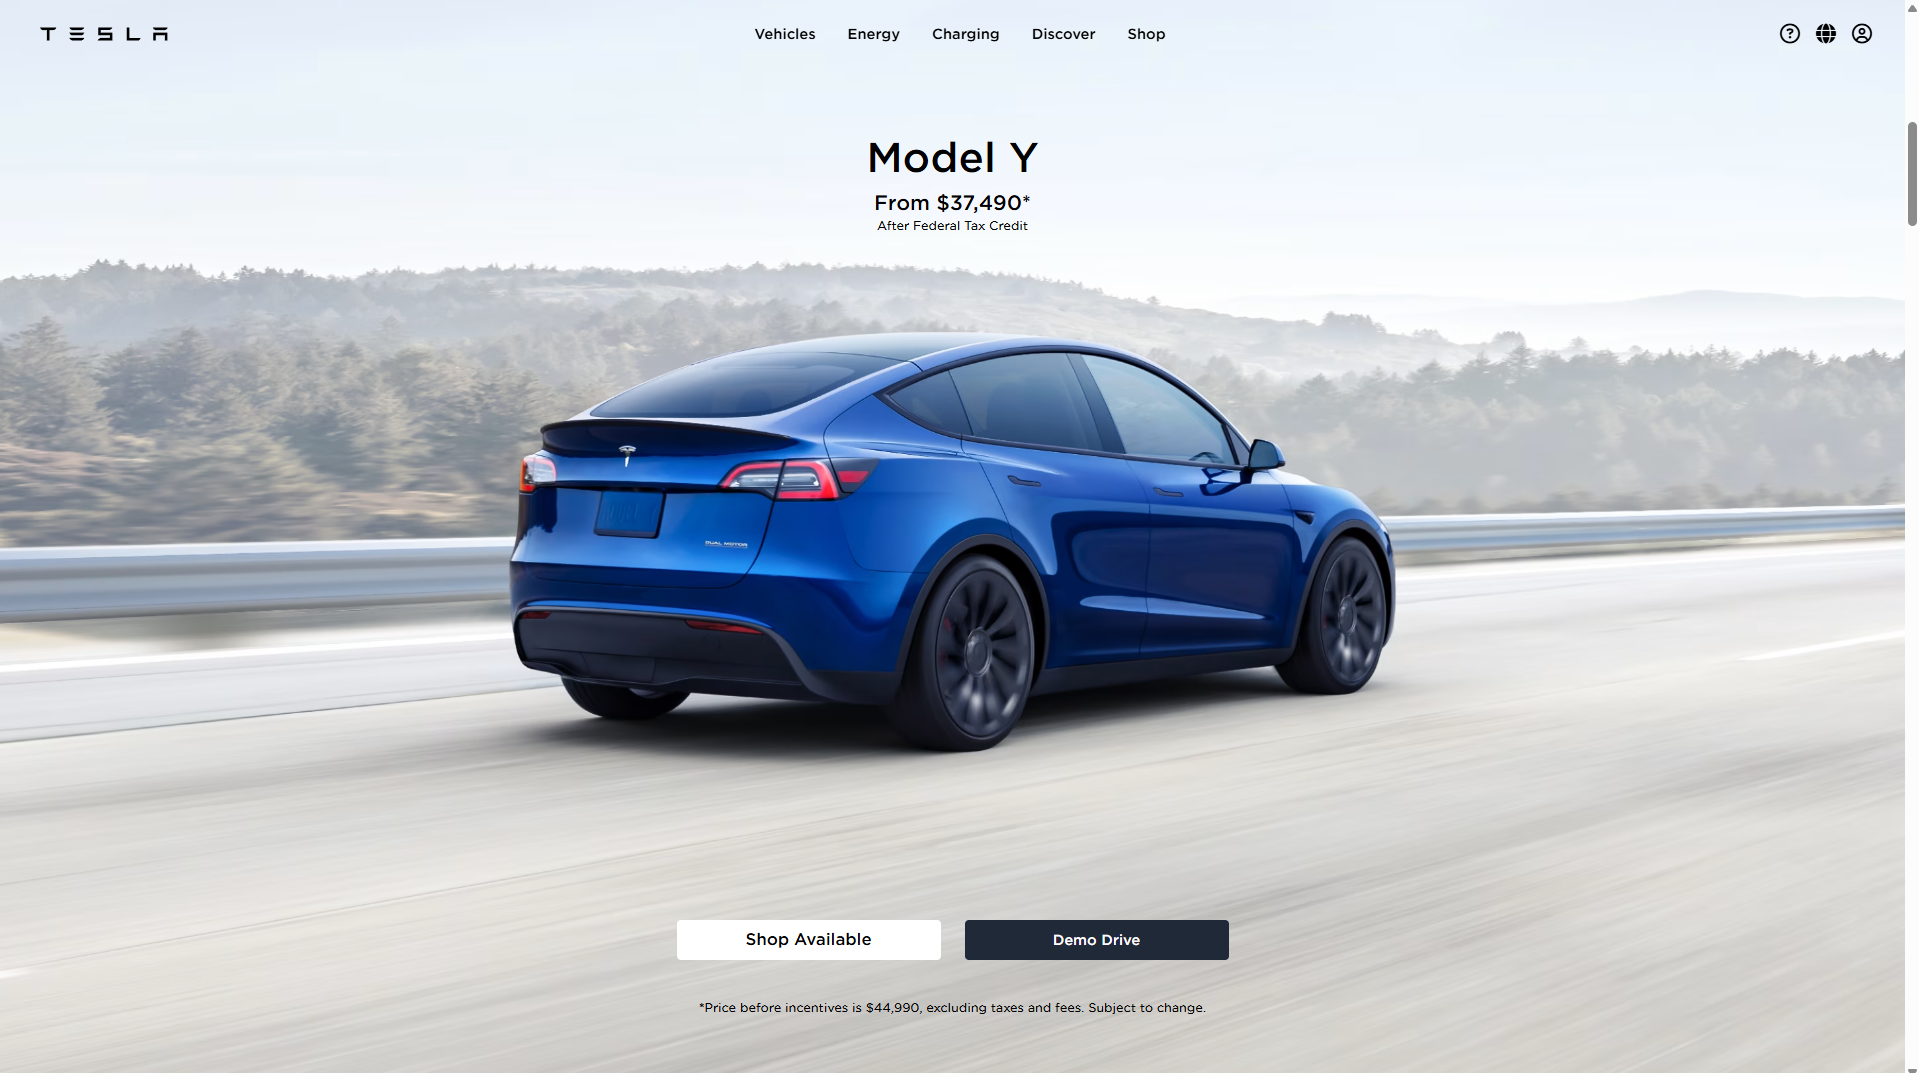 TESLA
Vehicles Energy Charging Discover Shop
Model Y
From $37,490*
After Federal Tax Credit
DUAL MOTOR
Shop Available
Demo Drive
*Price before incentives is $44,990, excluding taxes and fees. Subject to change.